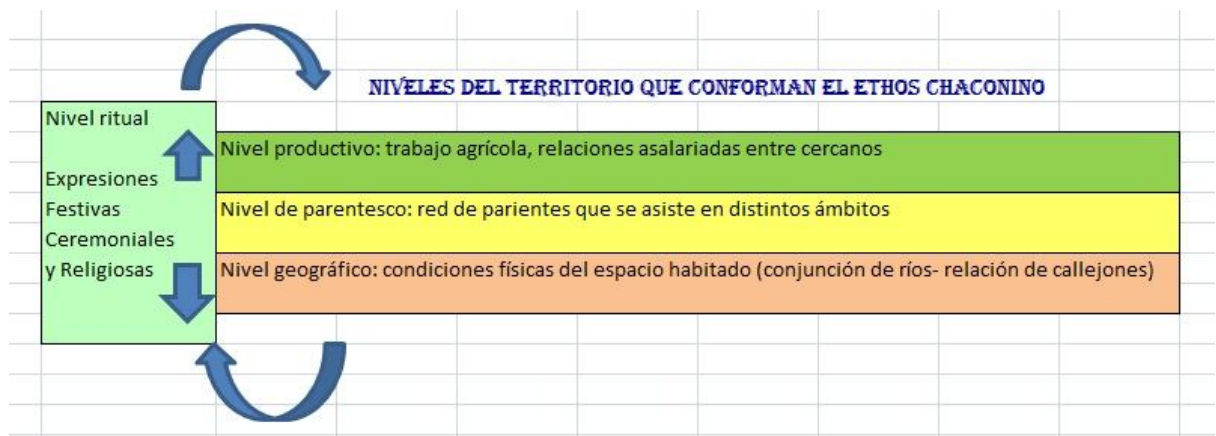 NIVELES DEL TERRITORIO QUE CONFORMAN EL ETHOS CHACONINO
Nivel ritual
Expresiones
Festivas
Ceremoniales
y Religiosas
Nivel productivo: trabajo agrícola, relaciones asalariadas entre cercanos
Nivel de parentesco: red de parientes que se asiste en distintos ámbitos
Nivel geográfico: condiciones físicas del espacio habitado (conjunción de ríos- relación de callejones)